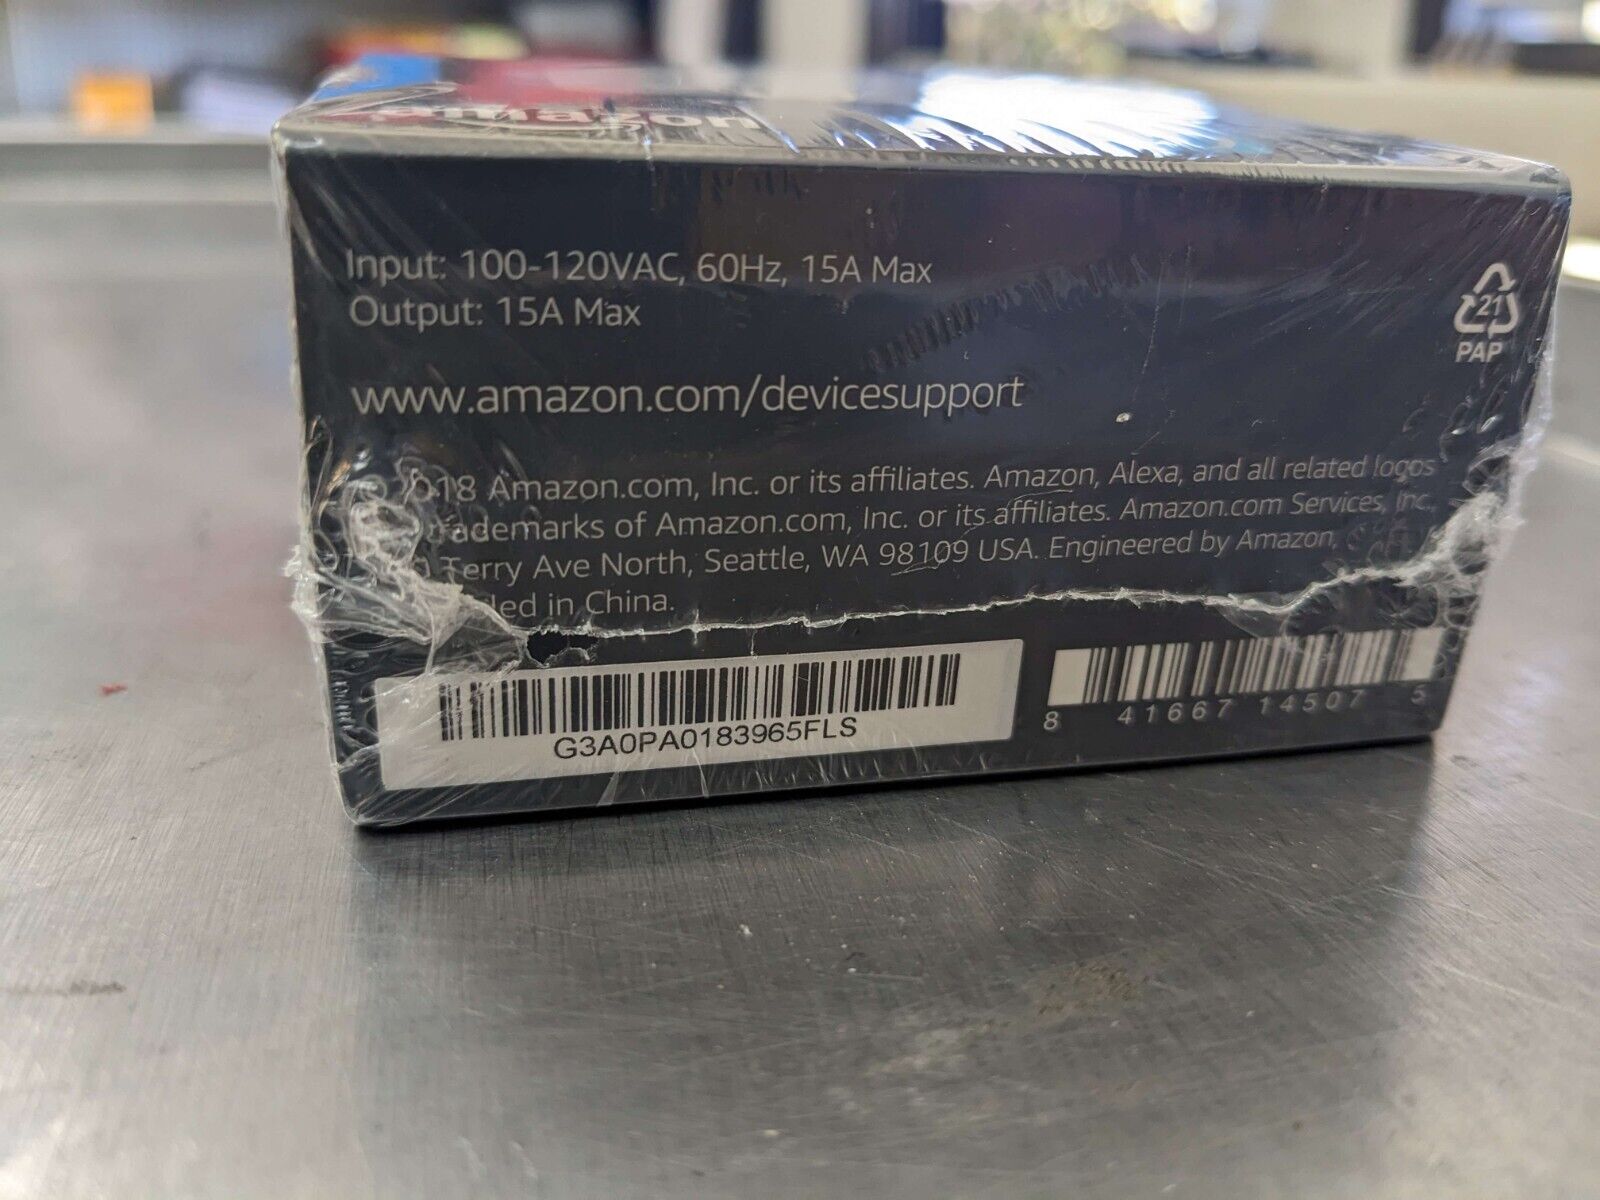 amazon
Input: 100-120VAC, 60Hz, 15A Max
Output: 15A Max
21
PAP
www.amazon.com/devicesupport
18 Amazon.com, Inc. or its affiliates. Amazon, Alexa, and all related logos
rademarks of Amazon.com, Inc. or its affiliates. Amazon.com Services, Inc.,
Terry Ave North, Seattle, WA 98109 USA. Engineered by Amazon,
led in China.
G3A0PA0183965FLS
8 41667 14507 5